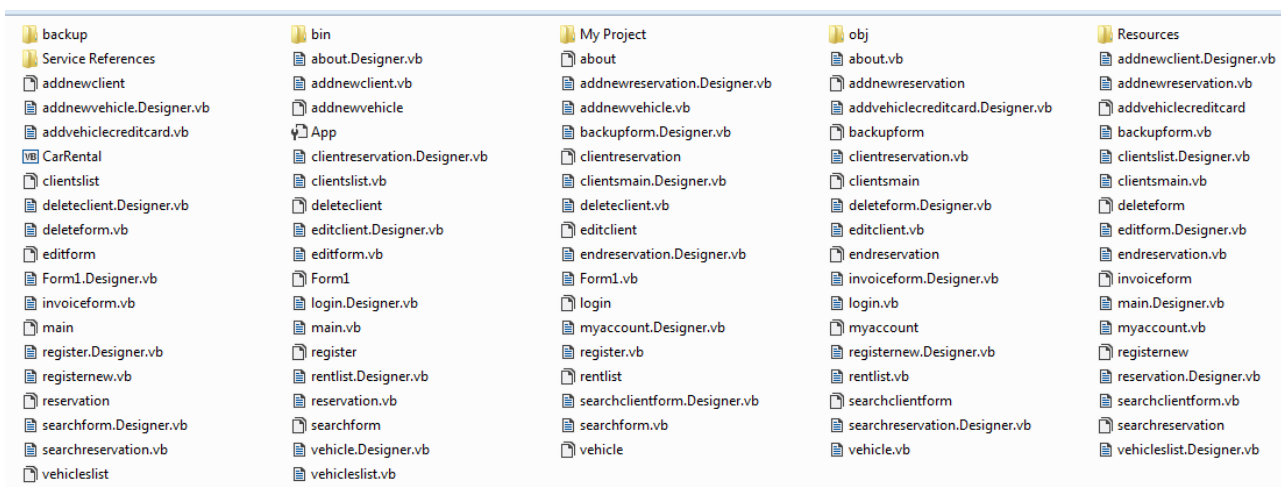 backup bin My Project obj Resources
Service References about.Designer.vb about about.vb addnewclient.Designer.vb
addnewclient addnewclient.vb addnewreservation.Designer.vb addnewreservation addnewreservation.vb
addnewvehicle.Designer.vb addnewvehicle addnewvehicle.vb addvehiclecreditcard.Designer.vb addvehiclecreditcard
addvehiclecreditcard.vb App backupform.Designer.vb backupform backupform.vb
VB CarRental clientreservation.Designer.vb clientreservation clientreservation.vb clientslist.Designer.vb
clientslist clientslist.vb clientsmain.Designer.vb clientsmain clientsmain.vb
deleteclient.Designer.vb deleteclient deleteclient.vb deleteform.Designer.vb deleteform
deleteform.vb editclient.Designer.vb editclient editclient.vb editform.Designer.vb
editform editform.vb endreservation.Designer.vb endreservation endreservation.vb
Form1.Designer.vb Form1 Form1.vb invoiceform.Designer.vb invoiceform
invoiceform.vb login.Designer.vb login login.vb main.Designer.vb
main main.vb myaccount.Designer.vb myaccount myaccount.vb
register.Designer.vb register register.vb registernew.Designer.vb registernew
registernew.vb rentlist.Designer.vb rentlist rentlist.vb reservation.Designer.vb
reservation reservation.vb searchclientform.Designer.vb searchclientform searchclientform.vb
searchform.Designer.vb searchform searchform.vb searchreservation.Designer.vb searchreservation
searchreservation.vb vehicle.Designer.vb vehicle vehicle.vb vehicleslist.Designer.vb
vehicleslist vehicleslist.vb